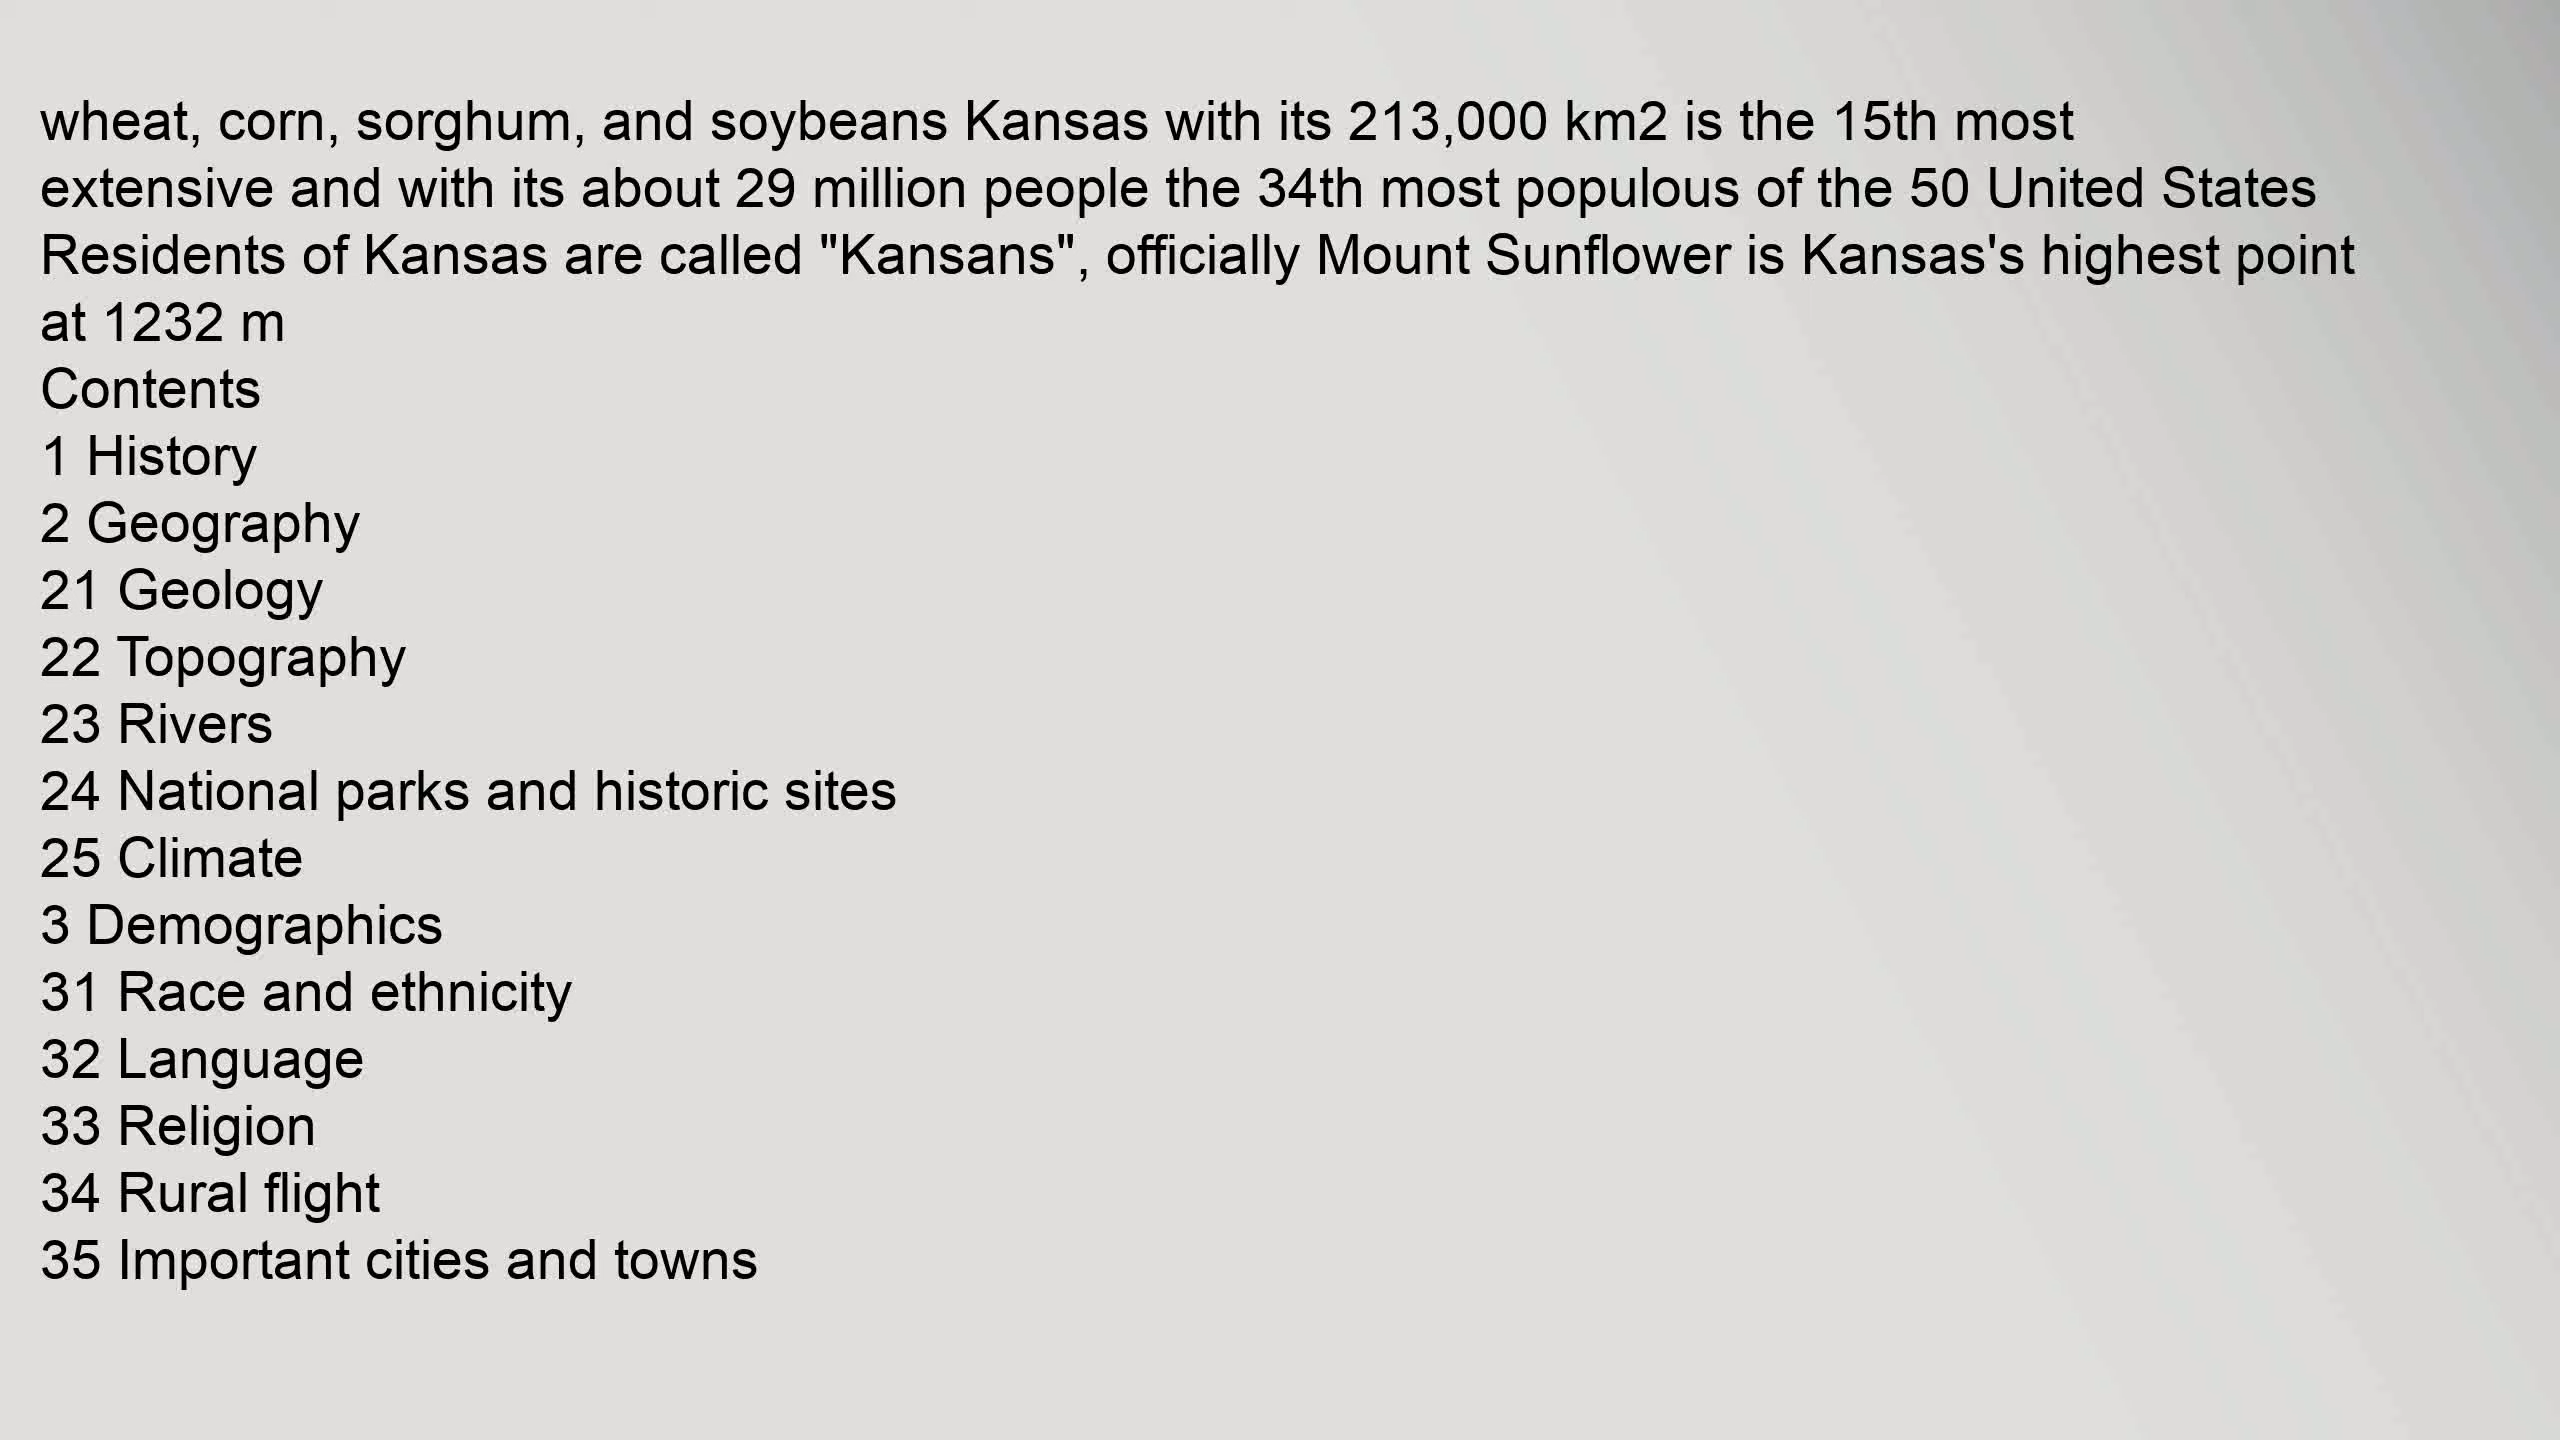 wheat, corn, sorghum, and soybeans Kansas with its 213,000 km2 is the 15th most
extensive and with its about 29 million people the 34th most populous of the 50 United States
Residents of Kansas are called "Kansans", officially Mount Sunflower is Kansas's highest point
at 1232 m
Contents
1 History
2 Geography
21 Geology
22 Topography
23 Rivers
24 National parks and historic sites
25 Climate
3 Demographics
31 Race and ethnicity
32 Language
33 Religion
34 Rural flight
35 Important cities and towns